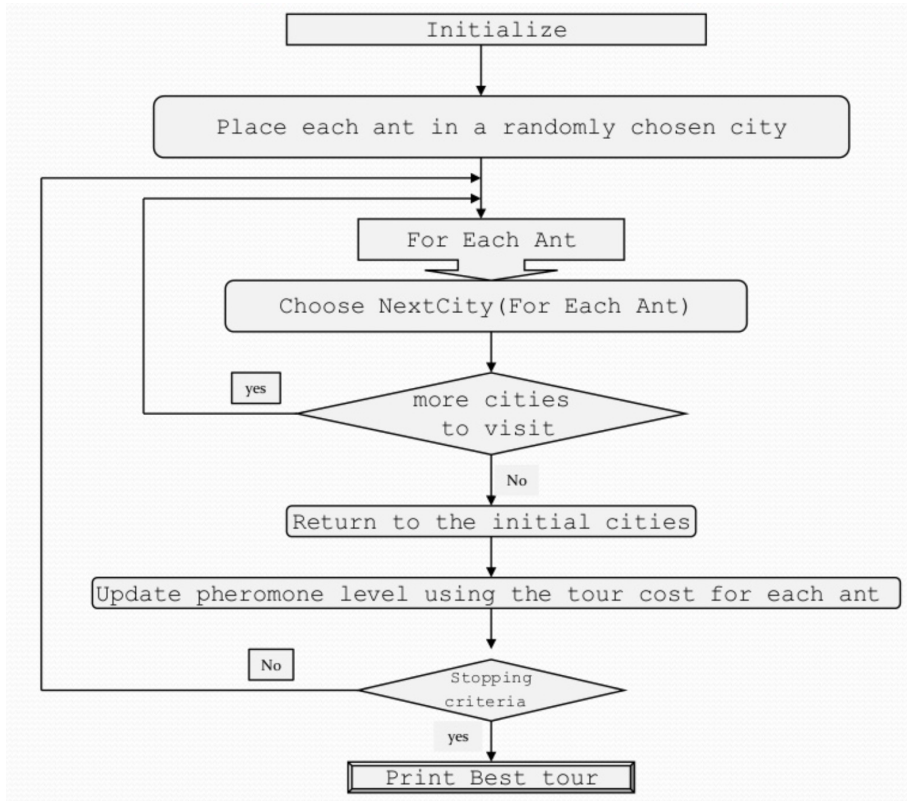 Initialize
Place each ant in a randomly chosen city
For Each Ant
Choose NextCity(For Each Ant)
yes
more cities
to visit
No
Return to the initial cities
Update pheromone level using the tour cost for each ant
No
Stopping
criteria
yes
Print Best tour